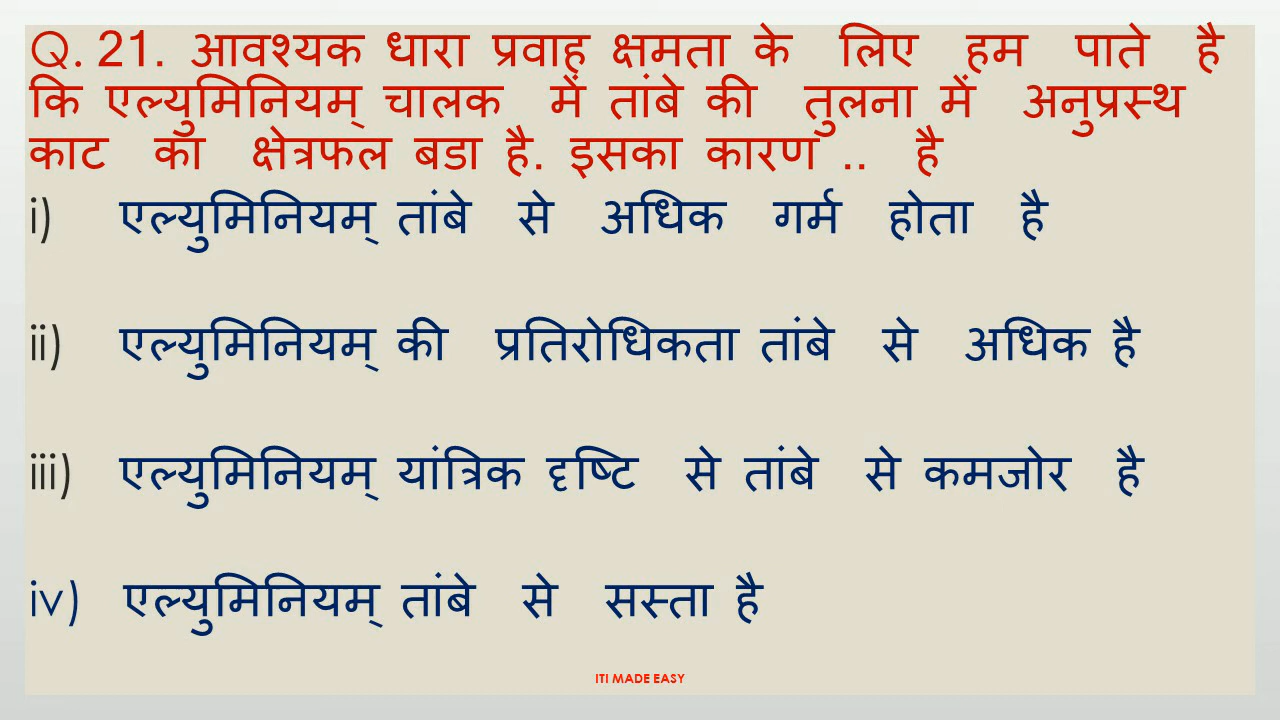 Q. 21. आवश्यक धारा प्रवाह क्षमता के लिए हम पाते है
कि एल्युमिनियम् चालक में तांबे की तुलना में अनुप्रस्थ
काट का क्षेत्रफल बडा है. इसका कारण .. है
i) एल्युमिनियम् तांबे से अधिक गर्म होता है
ii) एल्युमिनियम् की प्रतिरोधिकता तांबे से अधिक है
iii) एल्युमिनियम् यांत्रिक दृष्टि से तांबे से कमजोर है
iv) एल्युमिनियम् तांबे से सस्ता है
ITI MADE EASY